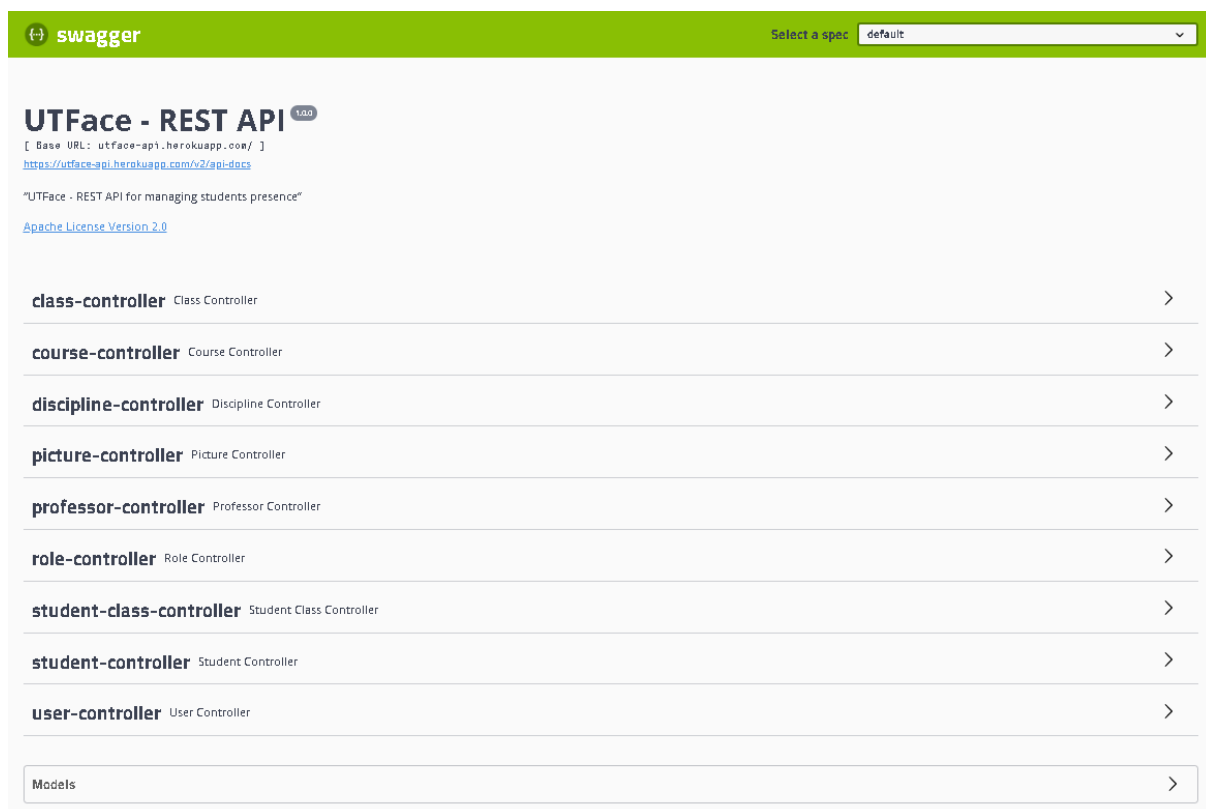 swagger Select a spec default
UTFace - REST API 1.0.0
[ Base URL: utface-api.herokuapp.com/ ]
https://utface-api.herokuapp.com/v2/api-docs
"UTFace - REST API for managing students presence"
Apache License Version 2.0
class-controller Class Controller
course-controller Course Controller
discipline-controller Discipline Controller
picture-controller Picture Controller
professor-controller Professor Controller
role-controller Role Controller
student-class-controller Student Class Controller
student-controller Student Controller
user-controller User Controller
Models